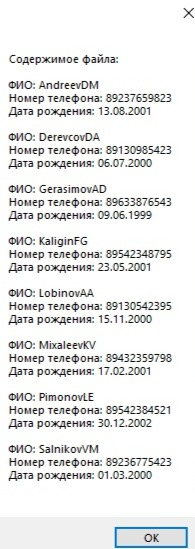 Содержимое файла:
ФИО: AndreevDM
Номер телефона: 89237659823
Дата рождения: 13.08.2001
ФИО: DerevcovDA
Номер телефона: 89130985423
Дата рождения: 06.07.2000
ФИО: GerasimovAD
Номер телефона: 89633876543
Дата рождения: 09.06.1999
ФИО: KaliginFG
Номер телефона: 89542348795
Дата рождения: 23.05.2001
ФИО: LobinovAA
Номер телефона: 89130542395
Дата рождения: 15.11.2000
ФИО: MixaleevKV
Номер телефона: 89432359798
Дата рождения: 17.02.2001
ФИО: PimonovLE
Номер телефона: 89542384521
Дата рождения: 30.12.2002
ФИО: SalnikovVM
Номер телефона: 89236775423
Дата рождения: 01.03.2000
OK